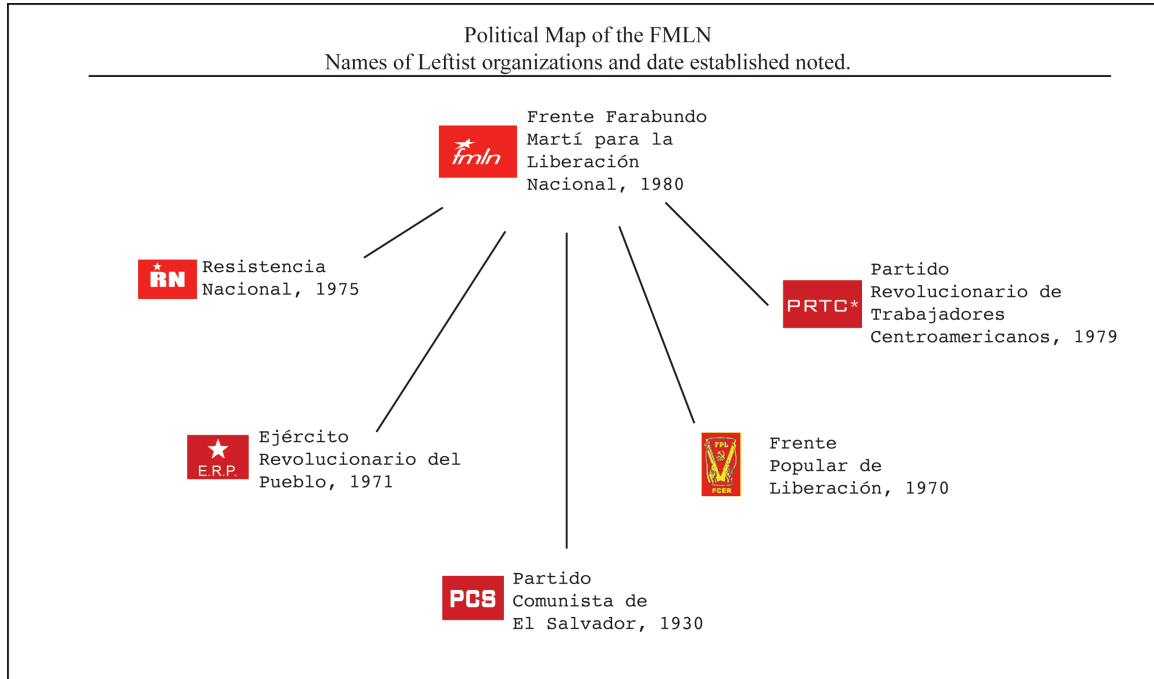 Political Map of the FMLN
Names of Leftist organizations and date established noted.
fmln
Frente Farabundo
Martí para la
Liberación
Nacional, 1980
RN
Resistencia
Nacional, 1975
PRTC*
Partido
Revolucionario de
Trabajadores
Centroamericanos, 1979
E.R.P.
Ejército
Revolucionario del
Pueblo, 1971
FPL
FCER
Frente
Popular de
Liberación, 1970
PCS
Partido
Comunista de
El Salvador, 1930